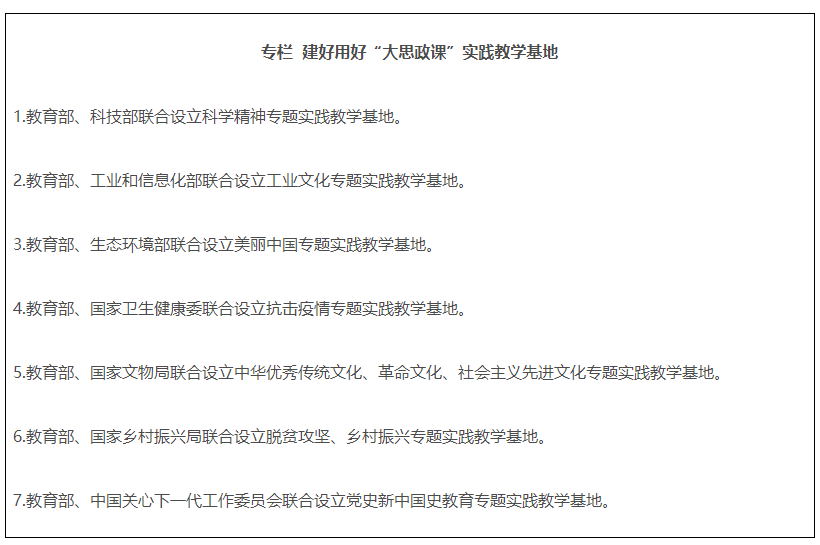 专栏 建好用好“大思政课”实践教学基地
1.教育部、科技部联合设立科学精神专题实践教学基地。
2.教育部、工业和信息化部联合设立工业文化专题实践教学基地。
3.教育部、生态环境部联合设立美丽中国专题实践教学基地。
4.教育部、国家卫生健康委联合设立抗击疫情专题实践教学基地。
5.教育部、国家文物局联合设立中华优秀传统文化、革命文化、社会主义先进文化专题实践教学基地。
6.教育部、国家乡村振兴局联合设立脱贫攻坚、乡村振兴专题实践教学基地。
7.教育部、中国关心下一代工作委员会联合设立党史新中国史教育专题实践教学基地。